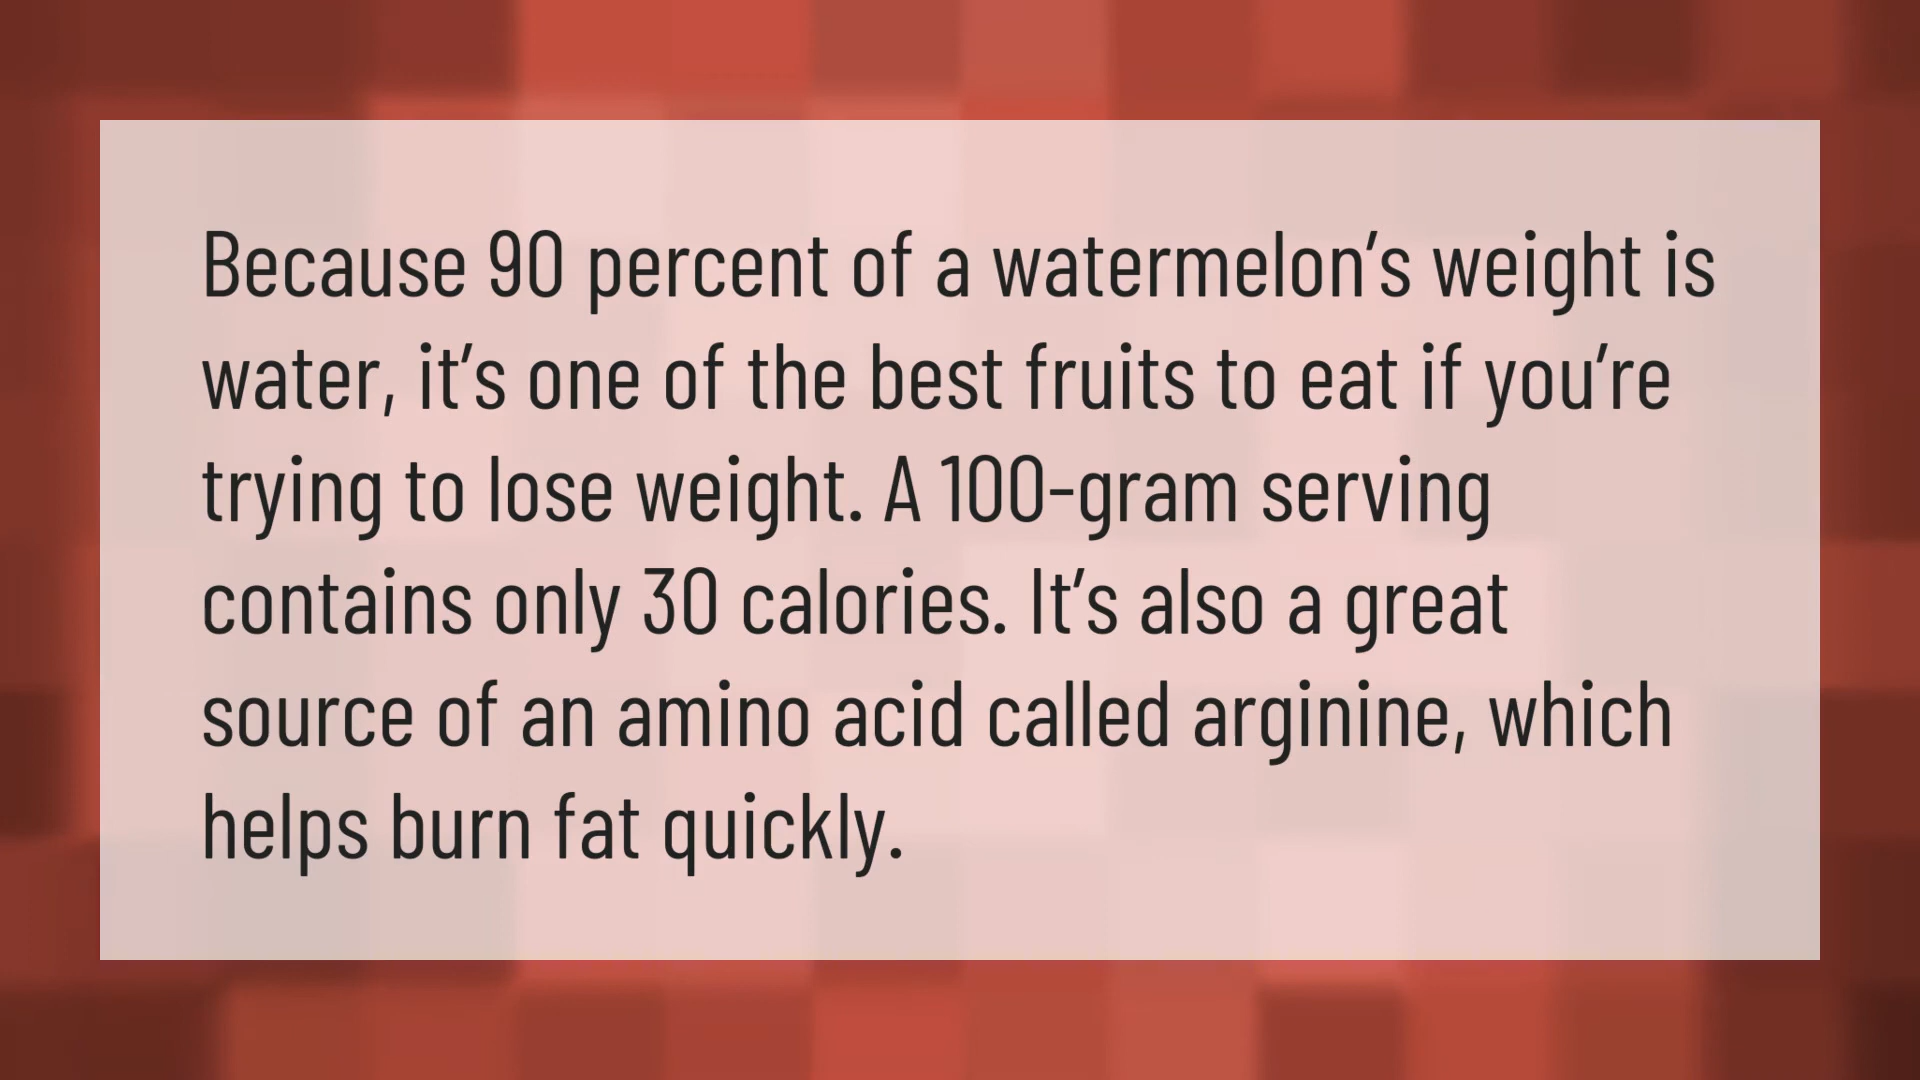 Because 90 percent of a watermelon’s weight is
water, it’s one of the best fruits to eat if you’re
trying to lose weight. A 100-gram serving
contains only 30 calories. It’s also a great
source of an amino acid called arginine, which
helps burn fat quickly.